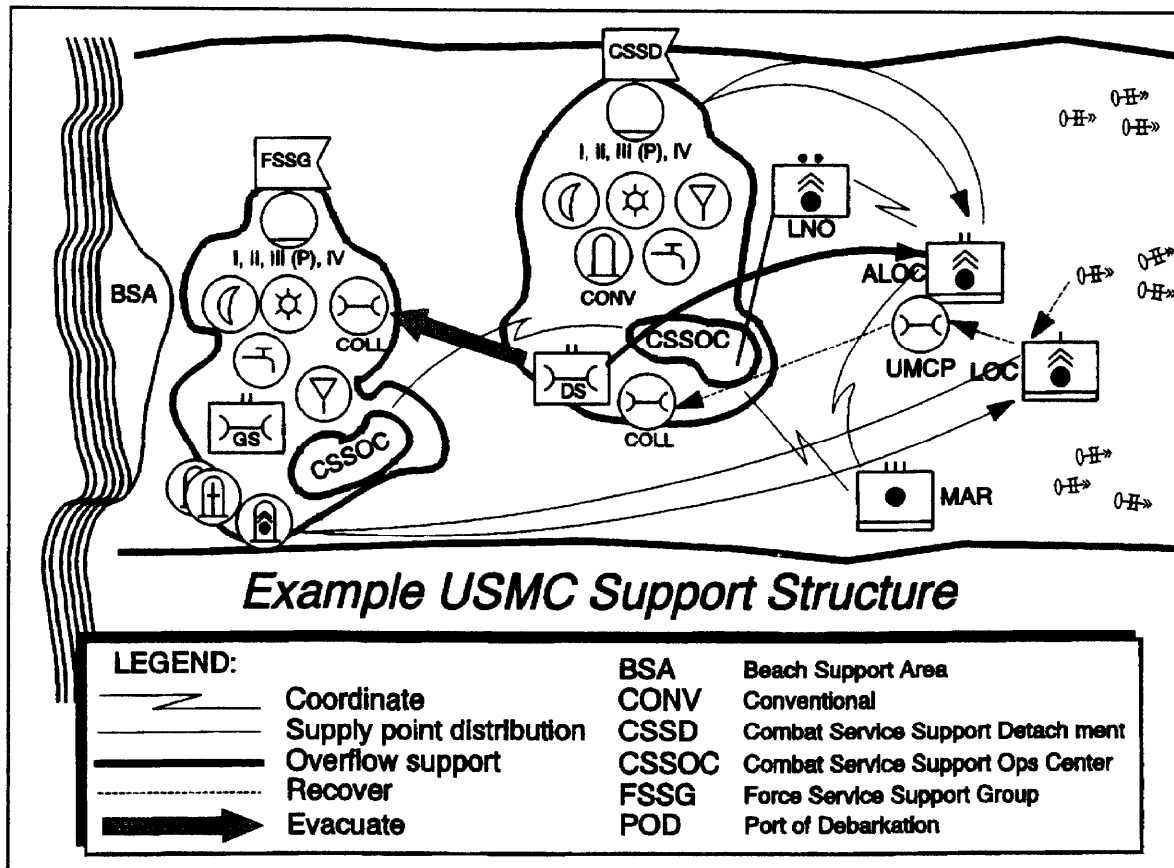 CSSD
I, II, III (P), IV
FSSG
LNO
I, II, III (P), IV
ALOC
BSA
CONV
CSSOC
COLL
UMCP
LOC
DS
COLL
GS
CSSOC
MAR
Example USMC Support Structure
LEGEND:
Coordinate
Supply point distribution
Overflow support
Recover
Evacuate
BSA Beach Support Area
CONV Conventional
CSSD Combat Service Support Detach ment
CSSOC Combat Service Support Ops Center
FSSG Force Service Support Group
POD Port of Debarkation